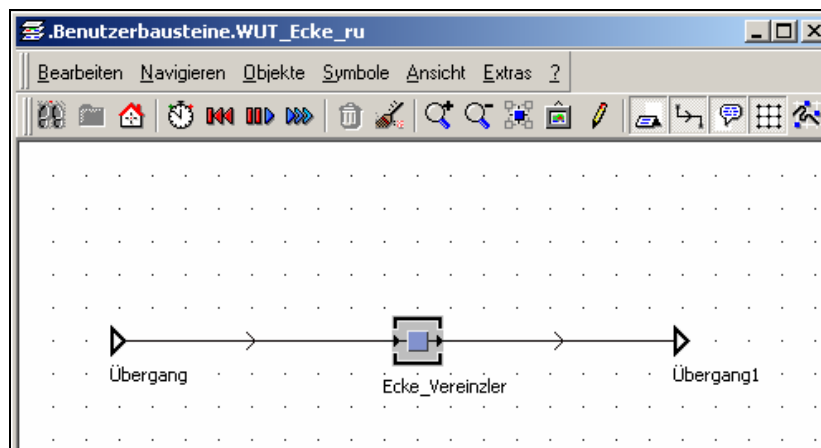 .Benutzerbausteine.WUT_Ecke_ru
Bearbeiten Navigieren Objekte Symbole Ansicht Extras ?
Übergang
Ecke_Vereinzler
Übergang1